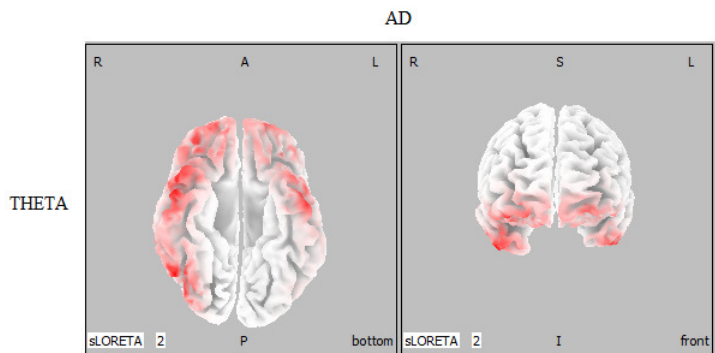 AD
R A L
R S L
THETA
sLORETA 2 P bottom
sLORETA 2 I front